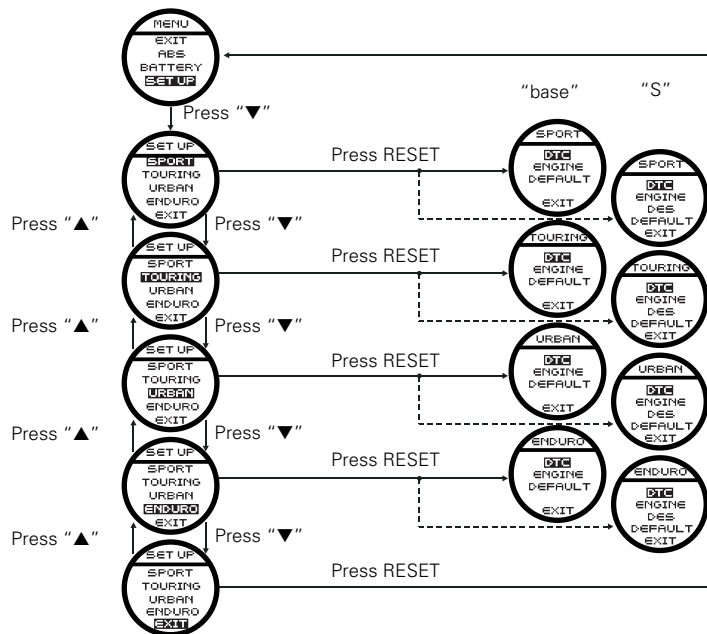 MENU
EXIT
ABS
BATTERY
SET UP
"base"
"S"
Press "▼"
SET UP
SPORT
TOURING
URBAN
ENDURO
EXIT
Press RESET
SPORT
DTC
ENGINE
DEFAULT
EXIT
SPORT
DTC
ENGINE
DES
DEFAULT
EXIT
Press "▲"
Press "▼"
SET UP
SPORT
TOURING
URBAN
ENDURO
EXIT
Press RESET
TOURING
DTC
ENGINE
DEFAULT
EXIT
TOURING
DTC
ENGINE
DES
DEFAULT
EXIT
Press "▲"
Press "▼"
SET UP
SPORT
TOURING
URBAN
ENDURO
EXIT
Press RESET
URBAN
DTC
ENGINE
DEFAULT
EXIT
URBAN
DTC
ENGINE
DES
DEFAULT
EXIT
Press "▲"
Press "▼"
SET UP
SPORT
TOURING
URBAN
ENDURO
EXIT
Press RESET
ENDURO
DTC
ENGINE
DEFAULT
EXIT
ENDURO
DTC
ENGINE
DES
DEFAULT
EXIT
Press "▲"
Press "▼"
SET UP
SPORT
TOURING
URBAN
ENDURO
EXIT
Press RESET